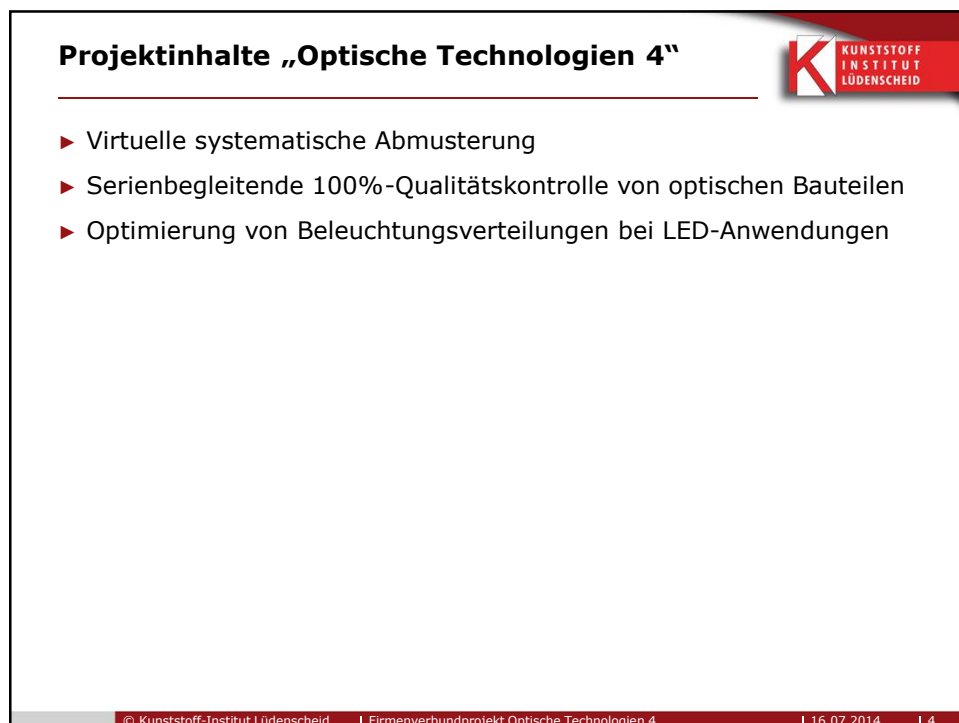 Projektinhalte „Optische Technologien 4“
KUNSTSTOFF
INSTITUT
LÜDENSCHEID
► Virtuelle systematische Abmusterung
► Serienbegleitende 100%-Qualitätskontrolle von optischen Bauteilen
► Optimierung von Beleuchtungsverteilungen bei LED-Anwendungen
© Kunststoff-Institut Lüdenscheid | Firmenverbundprojekt Optische Technologien 4 | 16.07.2014 | 4